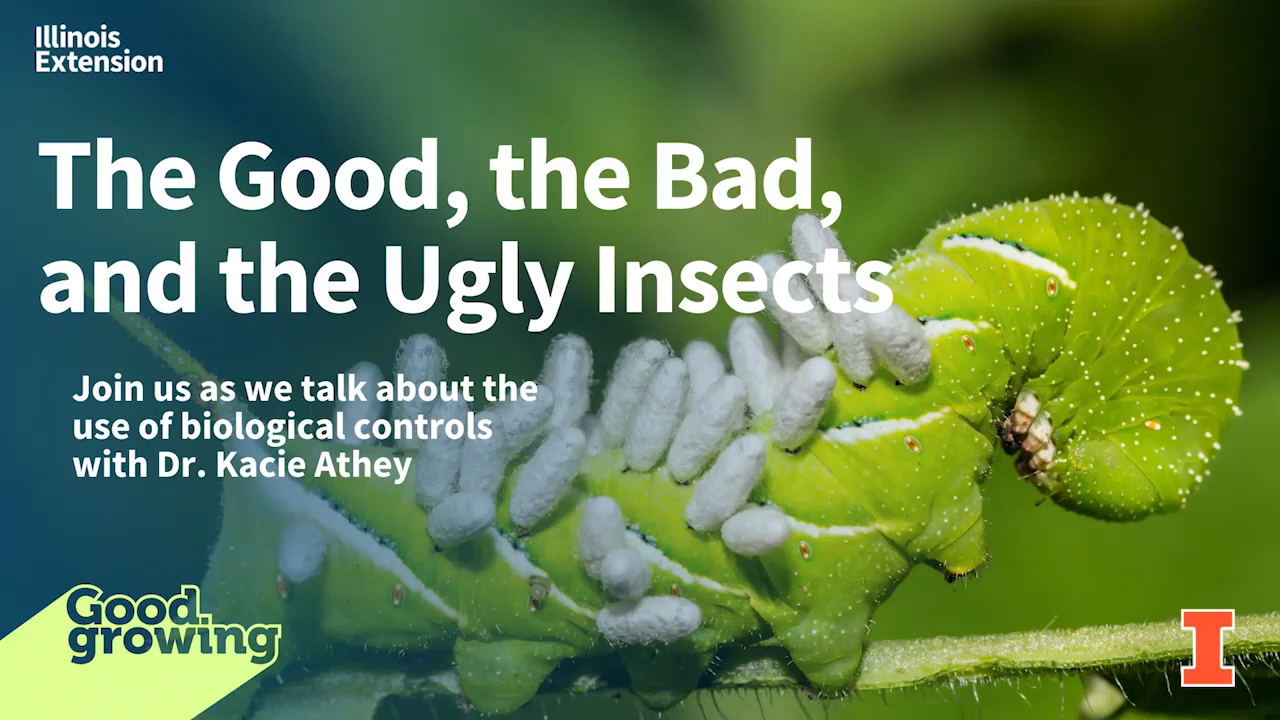 Illinois
Extension
The Good, the Bad,
and the Ugly Insects
Join us as we talk about the
use of biological controls
with Dr. Kacie Athey
Good.
growing
I